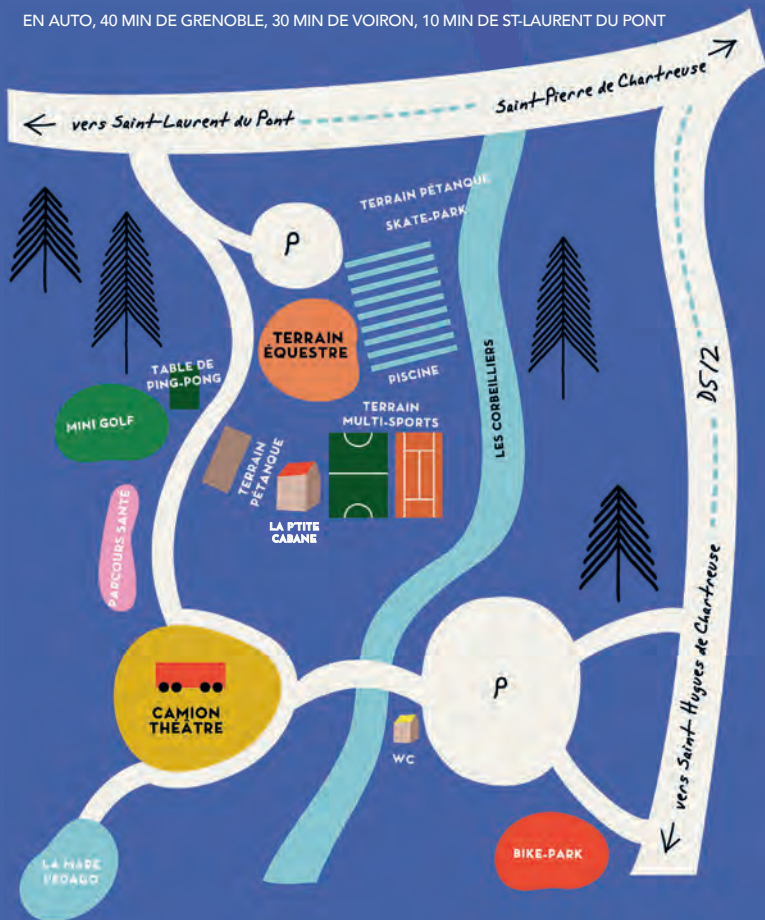 EN AUTO, 40 MIN DE GRENOBLE, 30 MIN DE VOIRON, 10 MIN DE ST-LAURENT DU PONT
vers Saint-Laurent du Pont
Saint-Pierre de Chartreuse
TERRAIN PÉTANQUE
SKATE-PARK
P
TERRAIN
ÉQUESTRE
PISCINE
TABLE DE
PING-PONG
MINI GOLF
TERRAIN
MULTI-SPORTS
LES CORBEILLIERS
D512
TERRAIN
PÉTANQUE
LA P'TITE
CABANE
PARCOURS SANTÉ
vers Saint Hugues de Chartreuse
P
CAMION
THÉÂTRE
WC
BIKE-PARK
LA MARE
PÉDAGO